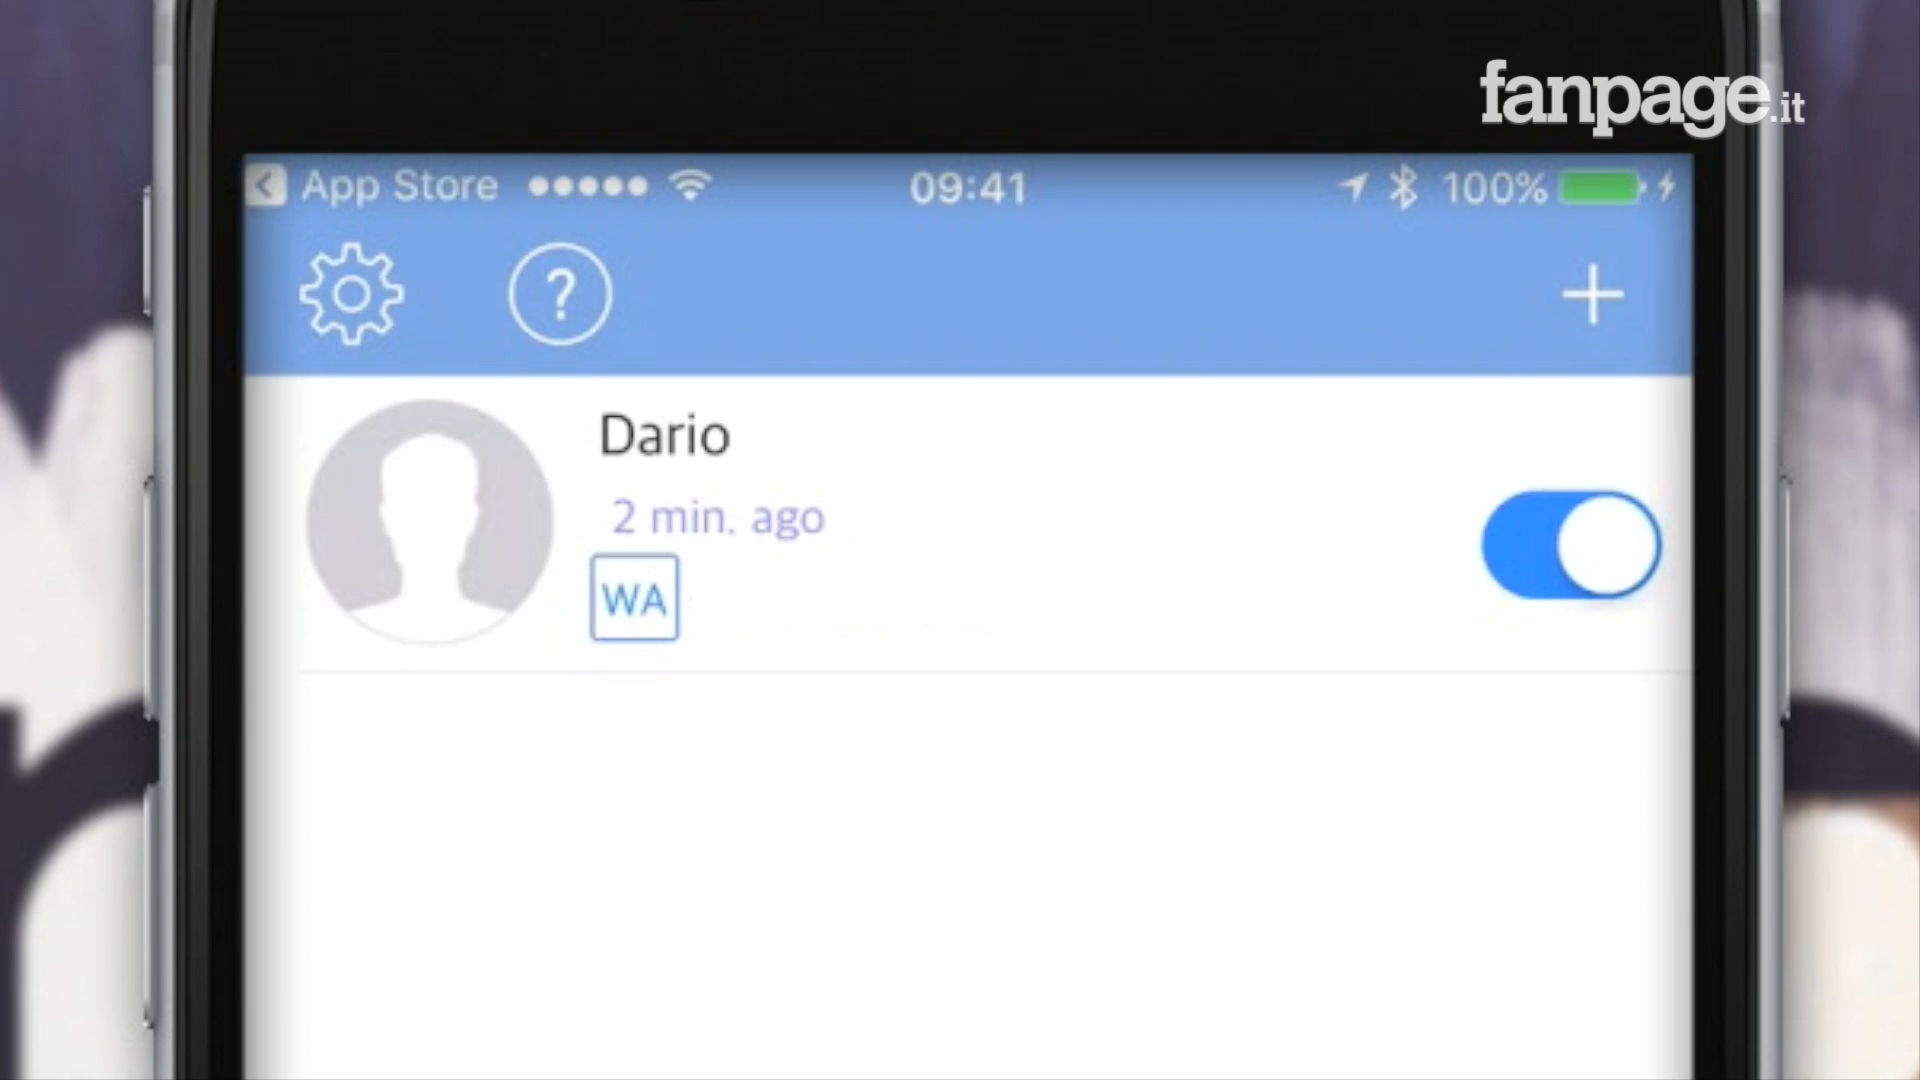 fanpage.it
App Store 09:41 100%
?
Dario
2 min. ago
WA